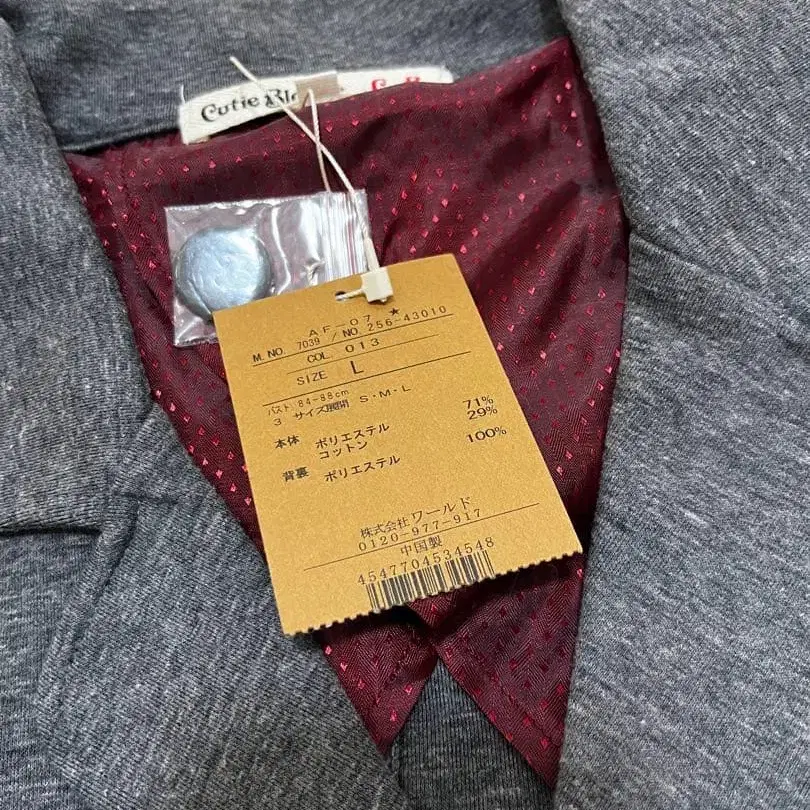 Cutie Bl
AF-07 ★
M.NO. 7039 / NO. 256-43010
COL. 013
SIZE L
バスト: 84-88cm
3 サイズ展開 S・M・L
本体 ポリエステル 71%
コットン 29%
背裏 ポリエステル 100%
株式会社ワールド
0120-977-917
中国製
4547704534548